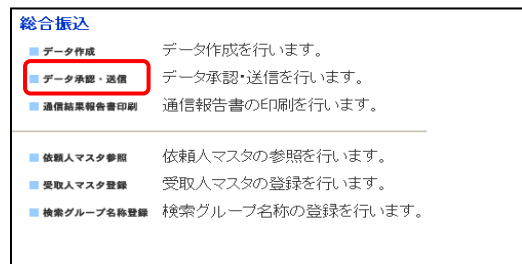 総合振込
データ作成 データ作成を行います。
データ承認・送信 データ承認・送信を行います。
通信結果報告書印刷 通信報告書の印刷を行います。
依頼人マスタ参照 依頼人マスタの参照を行います。
受取人マスタ登録 受取人マスタの登録を行います。
検索グループ名称登録 検索グループ名称の登録を行います。